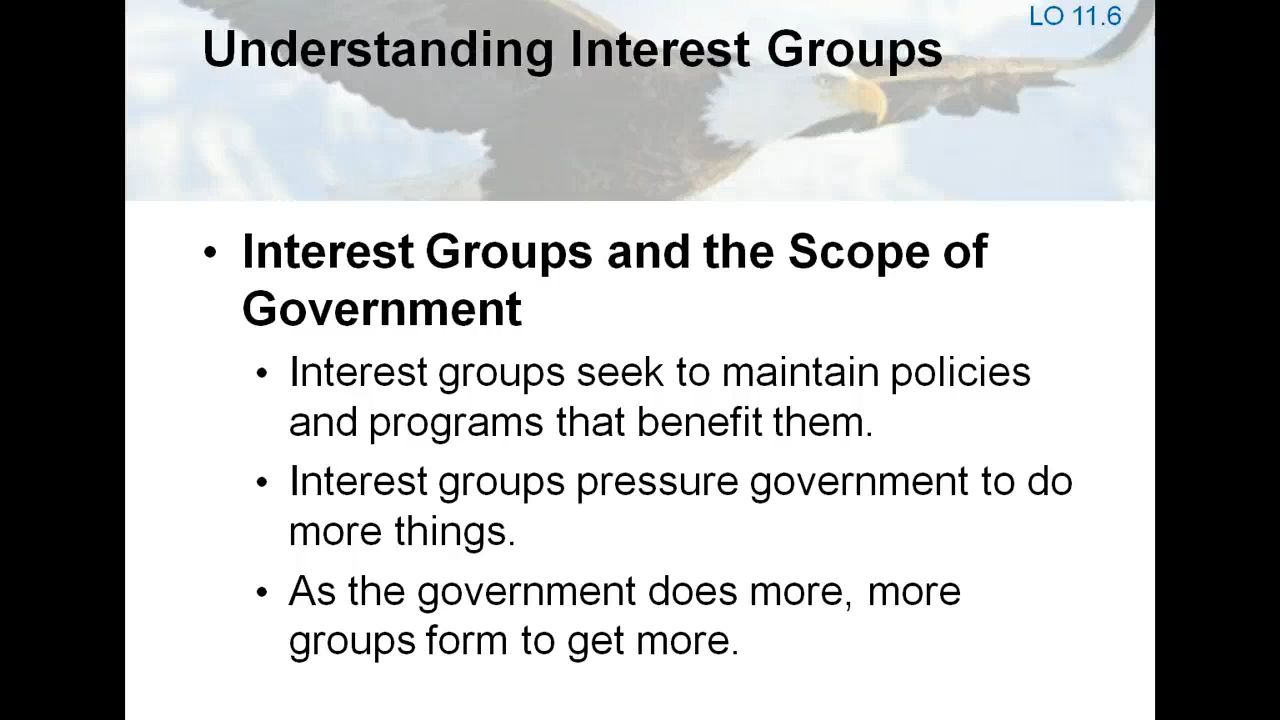 LO 11.6
Understanding Interest Groups
• Interest Groups and the Scope of
Government
• Interest groups seek to maintain policies
and programs that benefit them.
• Interest groups pressure government to do
more things.
• As the government does more, more
groups form to get more.